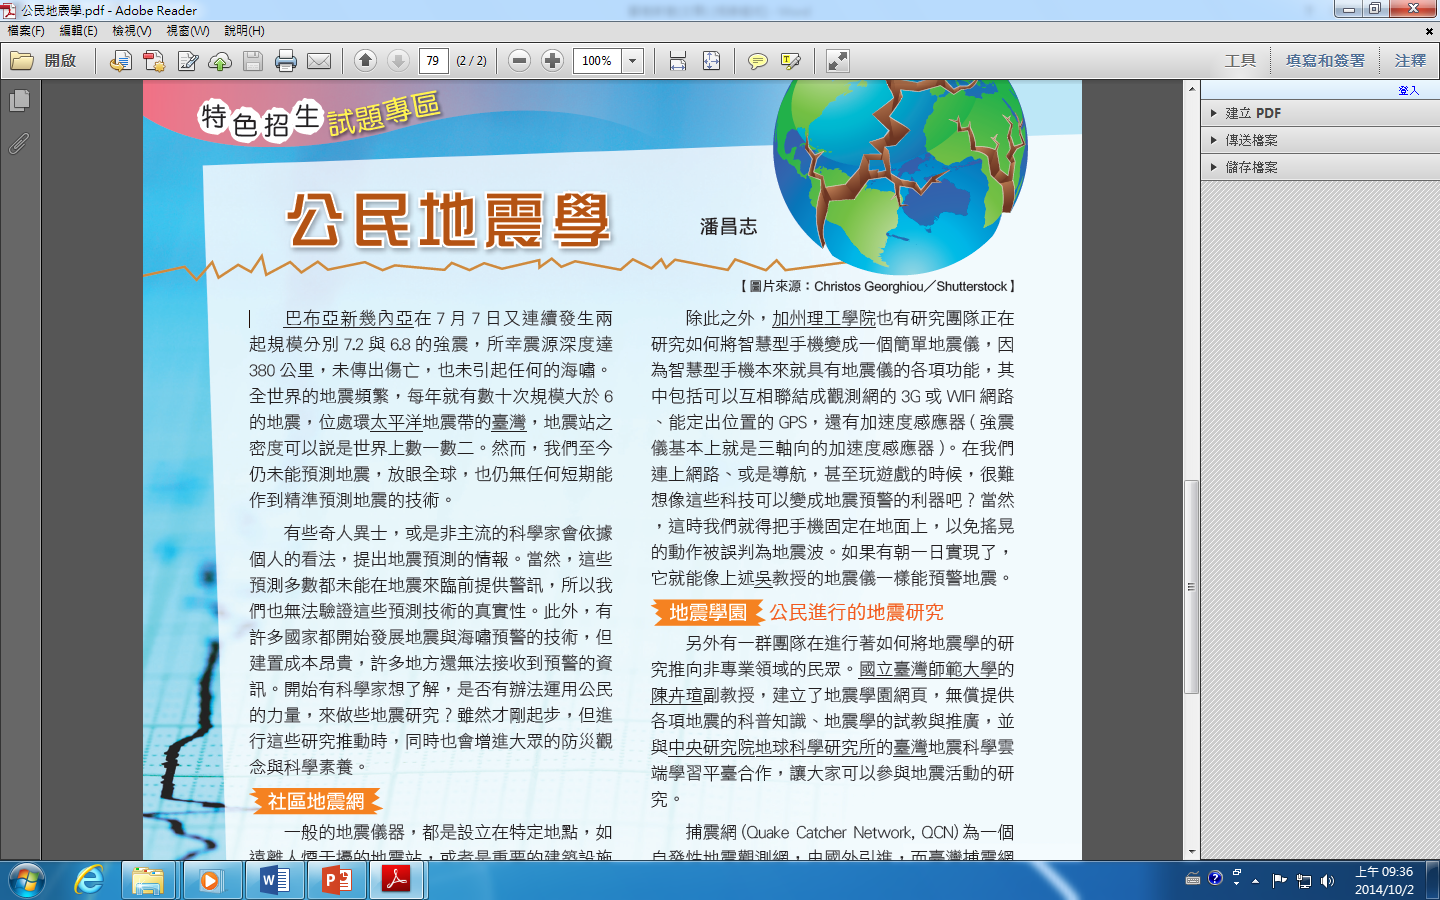 公民地震學.pdf - Adobe Reader
檔案(F) 編輯(E) 檢視(V) 視窗(W) 說明(H)
開啟 79 (2 / 2) 100% 工具 填寫和簽署 注釋
登入
建立 PDF
傳送檔案
儲存檔案
特色招生試題專區
公民地震學
潘昌志
【圖片來源：Christos Georghiou／Shutterstock】
巴布亞新幾內亞在 7 月 7 日又連續發生兩
起規模分別 7.2 與 6.8 的強震，所幸震源深度達
380 公里，未傳出傷亡，也未引起任何的海嘯。
全世界的地震頻繁，每年就有數十次規模大於 6
的地震，位處環太平洋地震帶的臺灣，地震站之
密度可以說是世界上數一數二。然而，我們至今
仍未能預測地震，放眼全球，也仍無任何短期能
作到精準預測地震的技術。
有些奇人異士，或是非主流的科學家會依據
個人的看法，提出地震預測的情報。當然，這些
預測多數都未能在地震來臨前提供警訊，所以我
們也無法驗證這些預測技術的真實性。此外，有
許多國家都開始發展地震與海嘯預警的技術，但
建置成本昂貴，許多地方還無法接收到預警的資
訊。開始有科學家想了解，是否有辦法運用公民
的力量，來做些地震研究？雖然才剛起步，但進
行這些研究推動時，同時也會增進大眾的防災觀
念與科學素養。
社區地震網
一般的地震儀器，都是設立在特定地點，如
遠離人煙干擾的地震站，或者是重要的建築設施
除此之外，加州理工學院也有研究團隊正在
研究如何將智慧型手機變成一個簡單地震儀，因
為智慧型手機本來就具有地震儀的各項功能，其
中包括可以互相聯結成觀測網的 3G 或 WIFI 網路
、能定出位置的 GPS，還有加速度感應器（強震
儀基本上就是三軸向的加速度感應器）。在我們
連上網路、或是導航，甚至玩遊戲的時候，很難
想像這些科技可以變成地震預警的利器吧？當然
，這時我們就得把手機固定在地面上，以免搖晃
的動作被誤判為地震波。如果有朝一日實現了，
它就能像上述吳教授的地震儀一樣能預警地震。
地震學園 公民進行的地震研究
另外有一群團隊在進行著如何將地震學的研
究推向非專業領域的民眾。國立臺灣師範大學的
陳卉瑄副教授，建立了地震學園網頁，無償提供
各項地震的科普知識、地震學的試教與推廣，並
與中央研究院地球科學研究所的臺灣地震科學雲
端學習平臺合作，讓大家可以參與地震活動的研
究。
捕震網（Quake Catcher Network, QCN）為一個
自發性地震觀測網，由國外引進，而臺灣捕震網
上午 09:36
2014/10/2